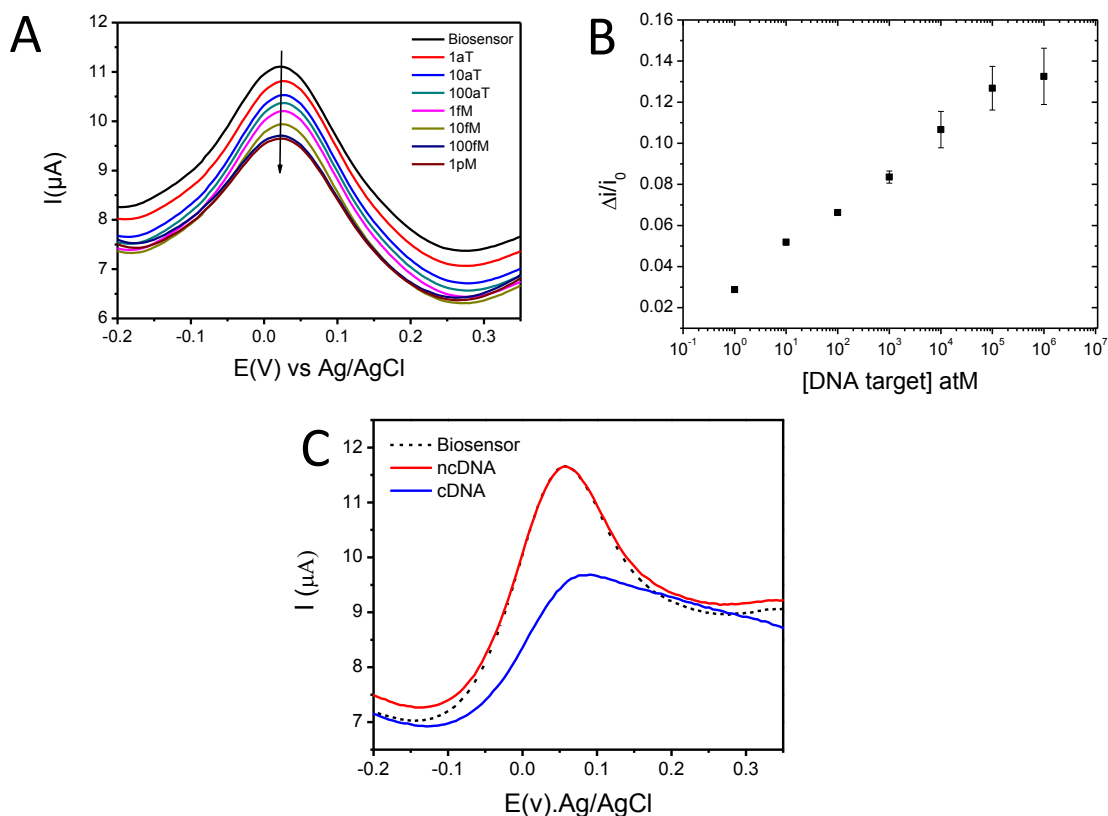 A
I(µA)
12
11
10
9
8
7
6
-0.2
-0.1
0.0
0.1
0.2
0.3
E(V) vs Ag/AgCl
Biosensor
1aT
10aT
100aT
1fM
10fM
100fM
1pM
B
Δi/i₀
0.16
0.14
0.12
0.10
0.08
0.06
0.04
0.02
10⁻¹
10⁰
10¹
10²
10³
10⁴
10⁵
10⁶
10⁷
[DNA target] atM
C
I (µA)
12
11
10
9
8
7
-0.2
-0.1
0.0
0.1
0.2
0.3
E(v).Ag/AgCl
Biosensor
ncDNA
cDNA